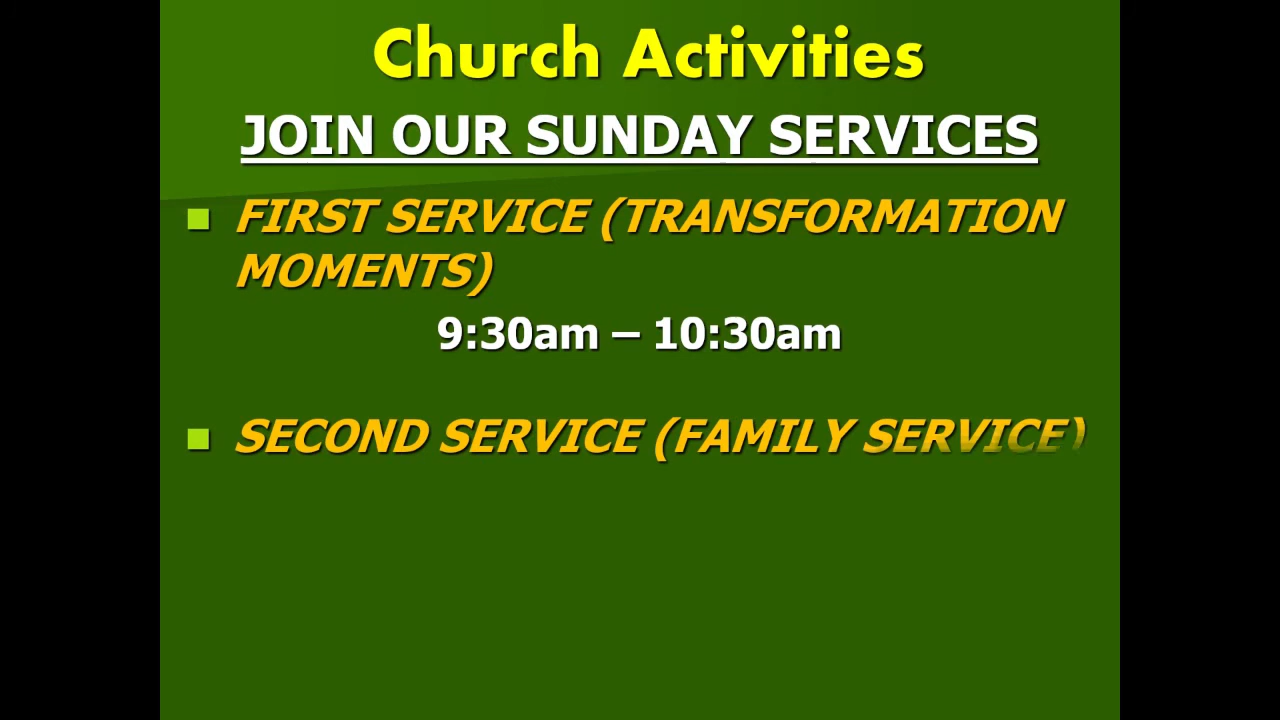 Church Activities
JOIN OUR SUNDAY SERVICES
FIRST SERVICE (TRANSFORMATION
MOMENTS)
9:30am – 10:30am
SECOND SERVICE (FAMILY SERVICE)